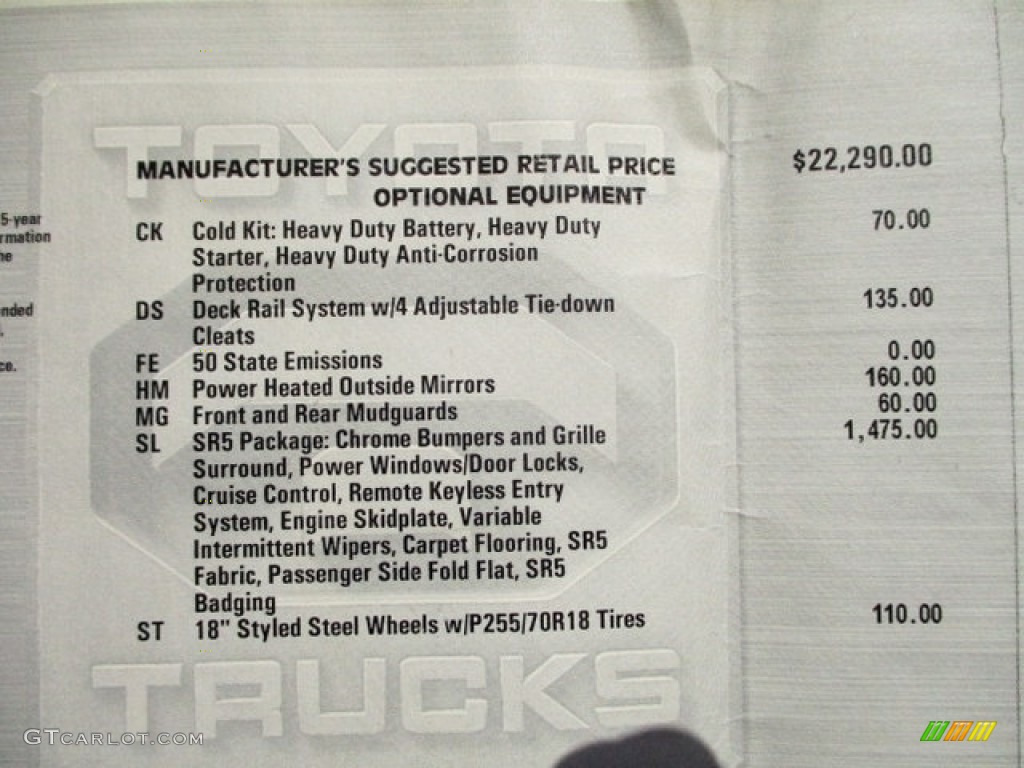 TOYOTA
MANUFACTURER'S SUGGESTED RETAIL PRICE $22,290.00
OPTIONAL EQUIPMENT
5-year
rmation
he
nded
ce.
CK Cold Kit: Heavy Duty Battery, Heavy Duty 70.00
Starter, Heavy Duty Anti-Corrosion
Protection
DS Deck Rail System w/4 Adjustable Tie-down 135.00
Cleats
FE 50 State Emissions 0.00
HM Power Heated Outside Mirrors 160.00
MG Front and Rear Mudguards 60.00
SL SR5 Package: Chrome Bumpers and Grille 1,475.00
Surround, Power Windows/Door Locks,
Cruise Control, Remote Keyless Entry
System, Engine Skidplate, Variable
Intermittent Wipers, Carpet Flooring, SR5
Fabric, Passenger Side Fold Flat, SR5
Badging
ST 18" Styled Steel Wheels w/P255/70R18 Tires 110.00
TRUCKS
GTCARLOT.COM